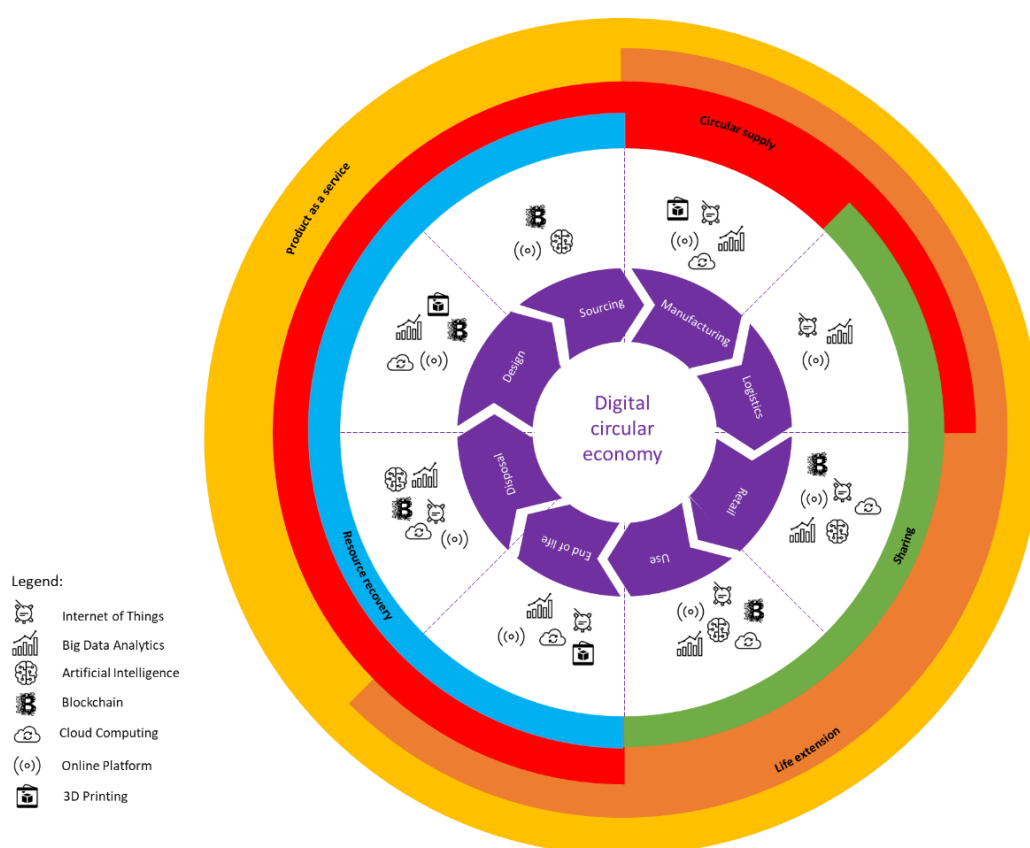 Product as a service
Circular supply
Sourcing
Manufacturing
Design
Logistics
Digital
circular
economy
Disposal
Retail
End of life
Use
Resource recovery
Sharing
Life extension
Legend:
Internet of Things
Big Data Analytics
Artificial Intelligence
Blockchain
Cloud Computing
Online Platform
3D Printing